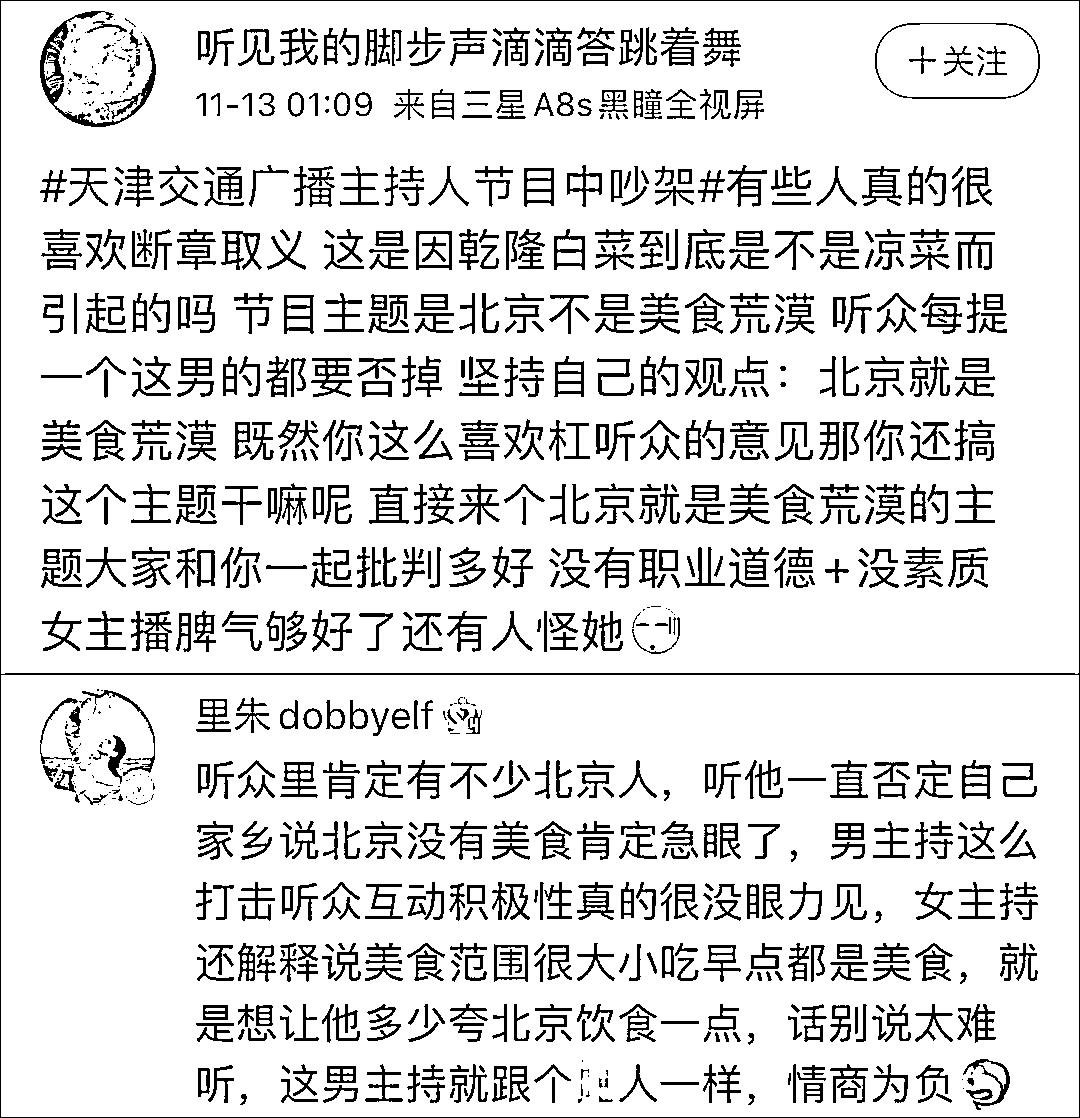 听见我的脚步声滴滴答跳着舞
+关注
11-13 01:09 来自三星A8s黑瞳全视屏
#天津交通广播主持人节目中吵架#有些人真的很
喜欢断章取义 这是因乾隆白菜到底是不是凉菜而
引起的吗 节目主题是北京不是美食荒漠 听众每提
一个这男的都要否掉 坚持自己的观点：北京就是
美食荒漠 既然你这么喜欢杠听众的意见那你还搞
这个主题干嘛呢 直接来个北京就是美食荒漠的主
题大家和你一起批判多好 没有职业道德+没素质
女主播脾气够好了还有人怪她
里朱dobbyelf
听众里肯定有不少北京人，听他一直否定自己
家乡说北京没有美食肯定急眼了，男主持这么
打击听众互动积极性真的很没眼力见，女主持
还解释说美食范围很大小吃早点都是美食，就
是想让他多少夸北京饮食一点，话别说太难
听，这男主持就跟个人一样，情商为负